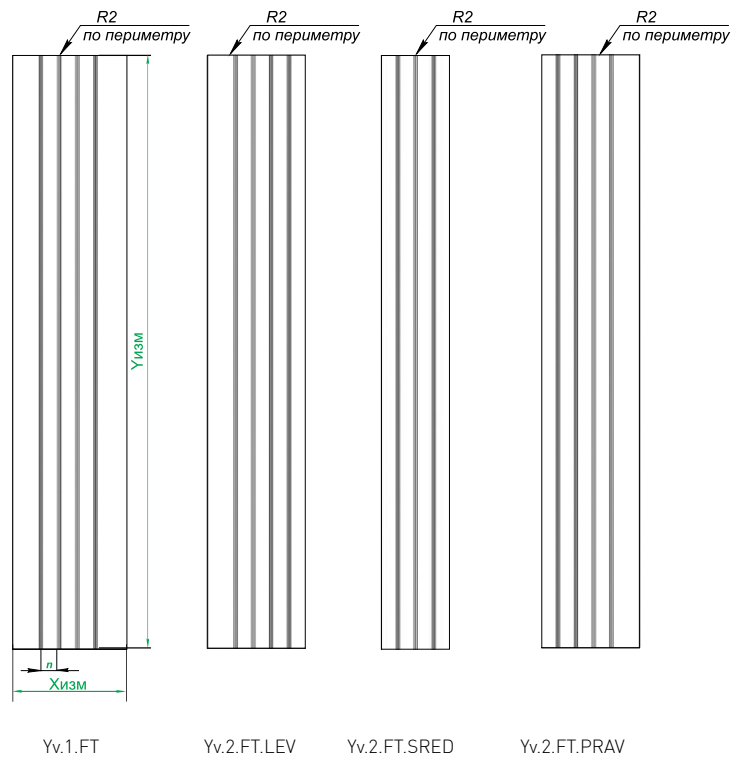 R2
по периметру
R2
по периметру
R2
по периметру
R2
по периметру
Yизм
n
Xизм
Yv.1.FT
Yv.2.FT.LEV
Yv.2.FT.SRED
Yv.2.FT.PRAV